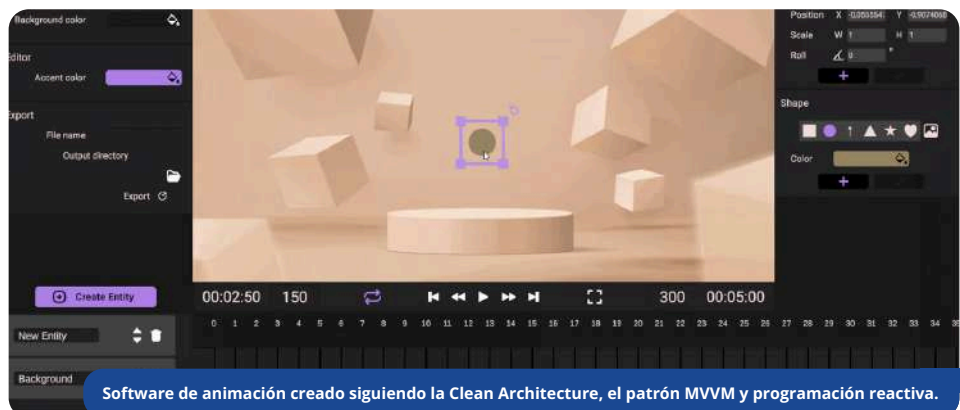 Background color
Editor
Accent color
Export
File name
Output directory
Export
Create Entity
Position X -0,055354, Y -0,9074068
Scale W 1 H 1
Roll 0 °
Shape
Color
00:02:50 150 300 00:05:00
0 1 2 3 4 5 6 7 8 9 10 11 12 13 14 15 16 17 18 19 20 21 22 23 24 25 26 27 28 29 30 31 32 33 34
New Entity
Background
Software de animación creado siguiendo la Clean Architecture, el patrón MVVM y programación reactiva.